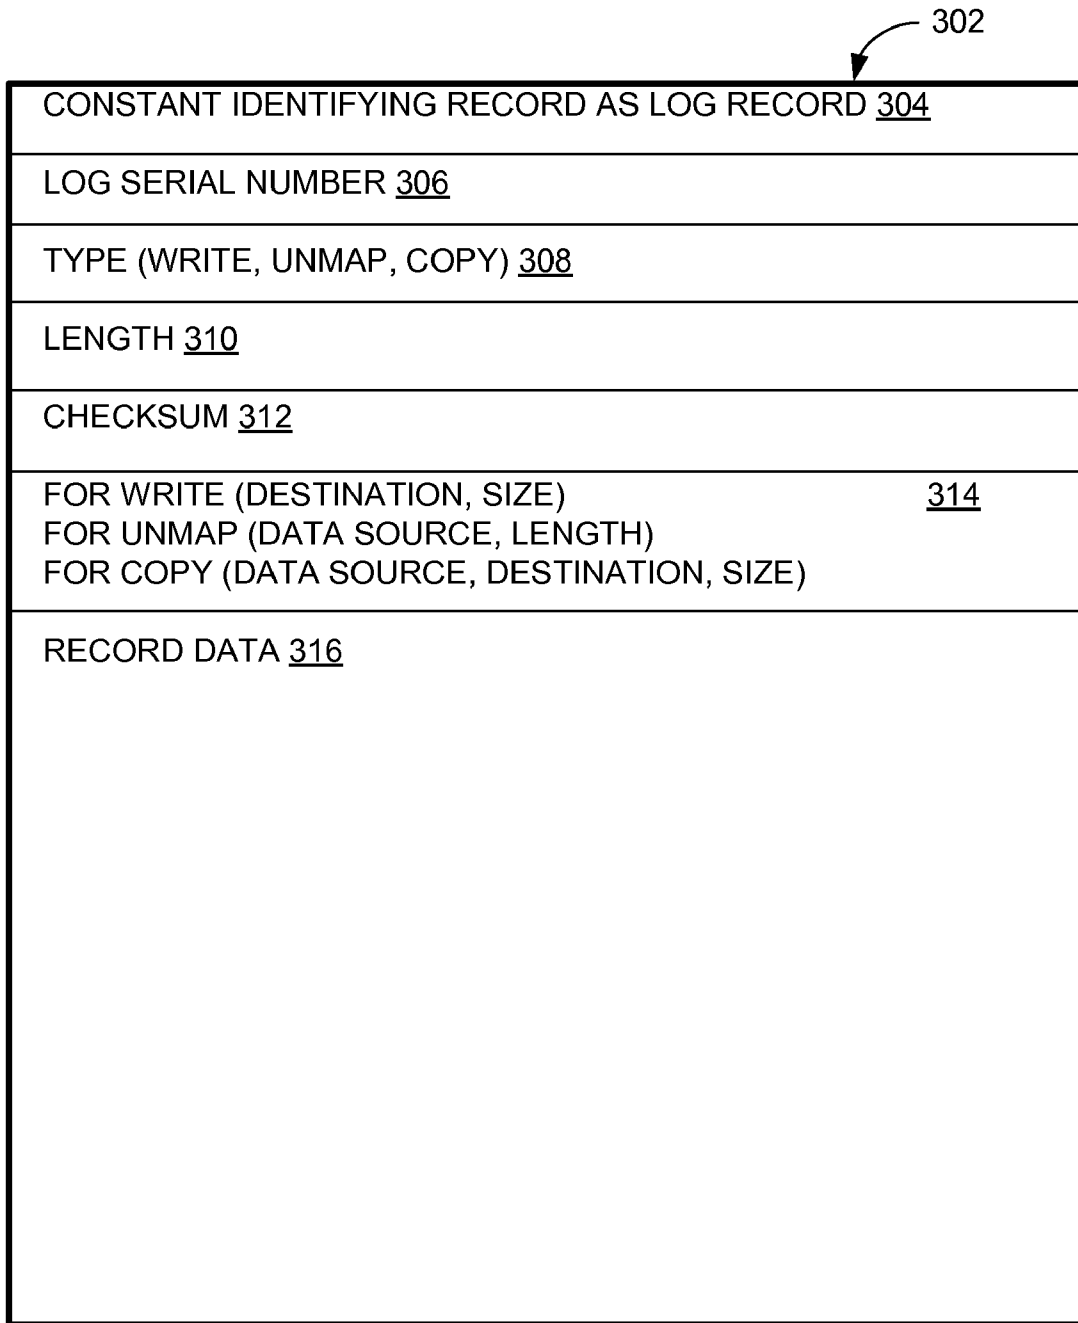 302
CONSTANT IDENTIFYING RECORD AS LOG RECORD 304
LOG SERIAL NUMBER 306
TYPE (WRITE, UNMAP, COPY) 308
LENGTH 310
CHECKSUM 312
FOR WRITE (DESTINATION, SIZE) 314
FOR UNMAP (DATA SOURCE, LENGTH)
FOR COPY (DATA SOURCE, DESTINATION, SIZE)
RECORD DATA 316